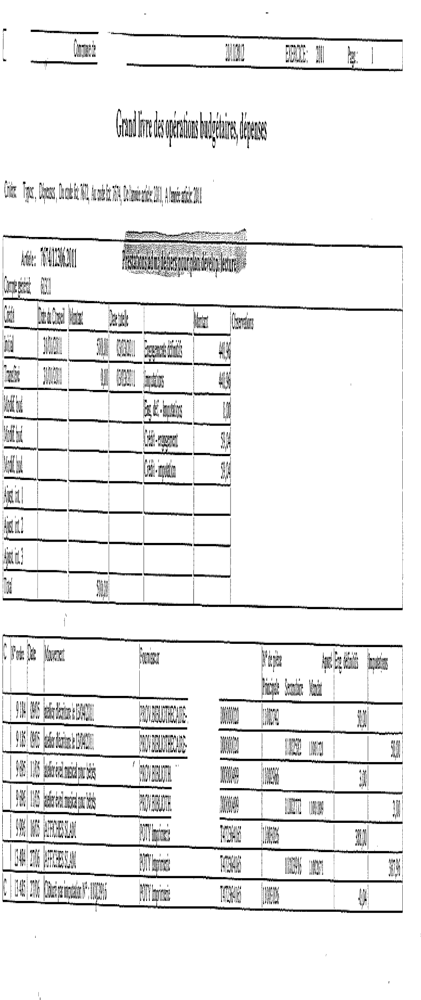 Commune de 21/11/2012 EXERCICE : 2011 Page : 1
Grand livre des opérations budgétaires, dépenses
Critère: Types: , Dépenses , Du code fct: 7672, Au code fct: 7674, De l'année article: 2011, A l'année article: 2011
Article : 7674/12306.2011 Prestations adm. de tiers pour plan dévelop. lecture
Compte général: 61311
Crédit Date du Conseil Montant Date tutelle Montant Observations
Initial 31/01/2011 500,00 03/03/2011 Engagements définitifs 440,96
Transféré 31/01/2011 0,00 03/03/2011 Imputations 440,96
Modif. bud. Eng. déf. - Imputations 0,00
Modif. bud. Crédit - engagement 59,04
Modif. bud. Crédit - imputation 59,04
Ajust. int. 1
Ajust. int. 2
Ajust. int. 3
Total 500,00
C N° ordre Date Mouvement Fournisseur N° de pièce Apuré Eng. définitifs Imputations
Principale Secondaire Mandat
9 184 09/05 atelier d'écriture le 13/04/2011 PROV.BIBLIOTHECAIRE- 000000020 11002742 50,00
9 185 09/05 atelier d'écriture le 13/04/2011 PROV.BIBLIOTHECAIRE- 000000020 11002582 11001721 50,00
9 695 11/05 atelier éveil musical pour bébés PROV.BIBLIOTH. 000000499 11002966 3,00
9 696 11/05 atelier éveil musical pour bébés PROV.BIBLIOTH. 000000499 11002772 11001809 3,00
9 996 16/05 AFFICHES SLAM POTY Imprimerie T472364165 11003026 388,00
13 484 27/06 AFFICHES SLAM POTY Imprimerie T472364165 11003916 11002671 387,96
C 13 485 27/06 Clôturé par imputation N° : 11003916 POTY Imprimerie T472364165 11003026 -0,04